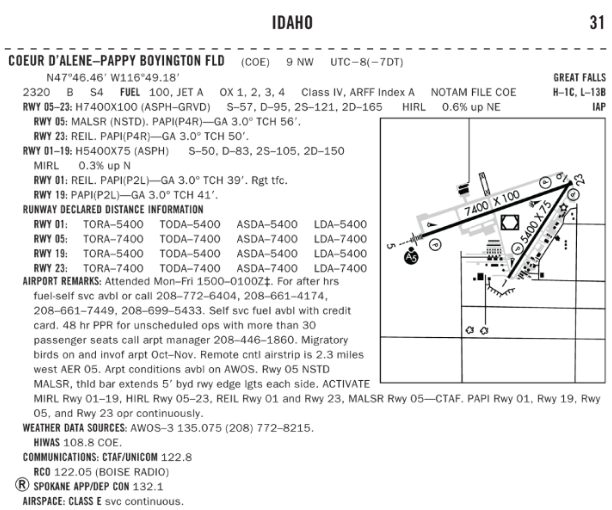 IDAHO 31
COEUR D'ALENE–PAPPY BOYINGTON FLD (COE) 9 NW UTC–8(–7DT)
N47°46.46′ W116°49.18′ GREAT FALLS
2320 B S4 FUEL 100, JET A OX 1, 2, 3, 4 Class IV, ARFF Index A NOTAM FILE COE H–1C, L–13B
RWY 05–23: H7400X100 (ASPH–GRVD) S–57, D–95, 2S–121, 2D–165 HIRL 0.6% up NE IAP
RWY 05: MALSR (NSTD). PAPI(P4R)—GA 3.0° TCH 56′.
RWY 23: REIL. PAPI(P4R)—GA 3.0° TCH 50′.
RWY 01–19: H5400X75 (ASPH) S–50, D–83, 2S–105, 2D–150
MIRL 0.3% up N
RWY 01: REIL. PAPI(P2L)—GA 3.0° TCH 39′. Rgt tfc.
RWY 19: PAPI(P2L)—GA 3.0° TCH 41′.
RUNWAY DECLARED DISTANCE INFORMATION
RWY 01: TORA–5400 TODA–5400 ASDA–5400 LDA–5400
RWY 05: TORA–7400 TODA–7400 ASDA–7400 LDA–7400
RWY 19: TORA–5400 TODA–5400 ASDA–5400 LDA–5400
RWY 23: TORA–7400 TODA–7400 ASDA–7400 LDA–7400
AIRPORT REMARKS: Attended Mon–Fri 1500–0100Z‡. For after hrs
fuel-self svc avbl or call 208–772–6404, 208–661–4174,
208–661–7449, 208–699–5433. Self svc fuel avbl with credit
card. 48 hr PPR for unscheduled ops with more than 30
passenger seats call arpt manager 208–446–1860. Migratory
birds on and invof arpt Oct–Nov. Remote cntl airstrip is 2.3 miles
west AER 05. Arpt conditions avbl on AWOS. Rwy 05 NSTD
MALSR, thld bar extends 5′ byd rwy edge lgts each side. ACTIVATE
MIRL Rwy 01–19, HIRL Rwy 05–23, REIL Rwy 01 and Rwy 23, MALSR Rwy 05—CTAF. PAPI Rwy 01, Rwy 19, Rwy
05, and Rwy 23 opr continuously.
WEATHER DATA SOURCES: AWOS–3 135.075 (208) 772–8215.
HIWAS 108.8 COE.
COMMUNICATIONS: CTAF/UNICOM 122.8
RCO 122.05 (BOISE RADIO)
Ⓡ SPOKANE APP/DEP CON 132.1
AIRSPACE: CLASS E svc continuous.
7400 X 100
5400 X 75
23
5
A5
P
P
1